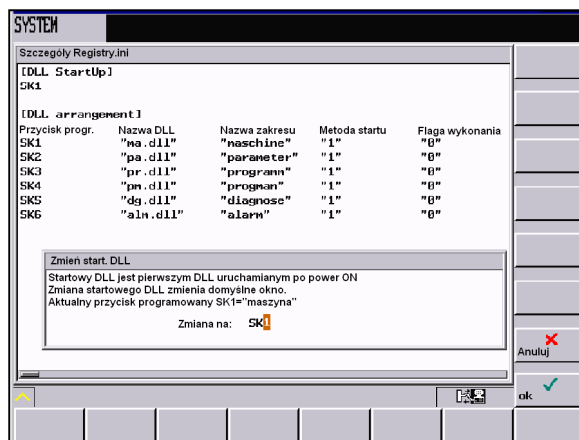 SYSTEM
Szczegóły Registry.ini
[DLL StartUp]
SK1
[DLL arrangement]
Przycisk progr. Nazwa DLL Nazwa zakresu Metoda startu Flaga wykonania
SK1 "ma.dll" "maschine" "1" "0"
SK2 "pa.dll" "parameter" "1" "0"
SK3 "pr.dll" "programm" "1" "0"
SK4 "pm.dll" "progman" "1" "0"
SK5 "dg.dll" "diagnose" "1" "0"
SK6 "alm.dll" "alarm" "1" "0"
Zmień start. DLL
Startowy DLL jest pierwszym DLL uruchamianym po power ON
Zmiana startowego DLL zmienia domyślne okno.
Aktualny przycisk programowany SK1="maszyna"
Zmiana na: SK1
Anuluj
ok